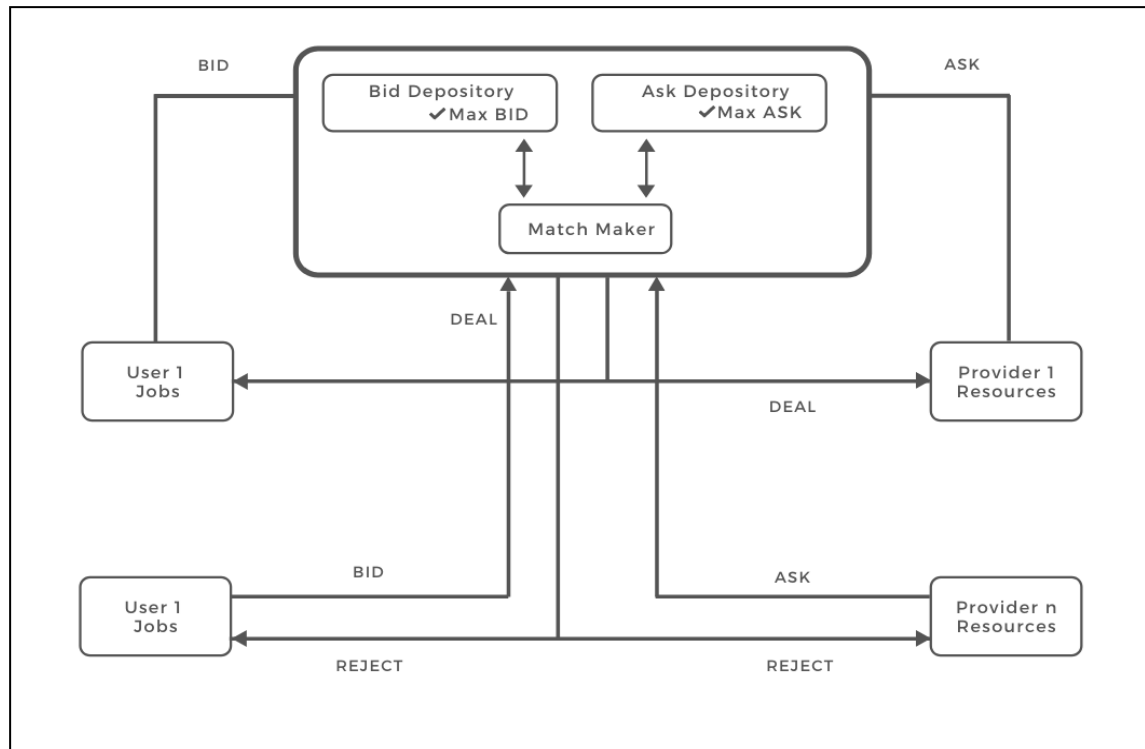 BID
ASK
Bid Depository
✓Max BID
Ask Depository
✓Max ASK
Match Maker
DEAL
User 1
Jobs
Provider 1
Resources
DEAL
BID
ASK
User 1
Jobs
Provider n
Resources
REJECT
REJECT